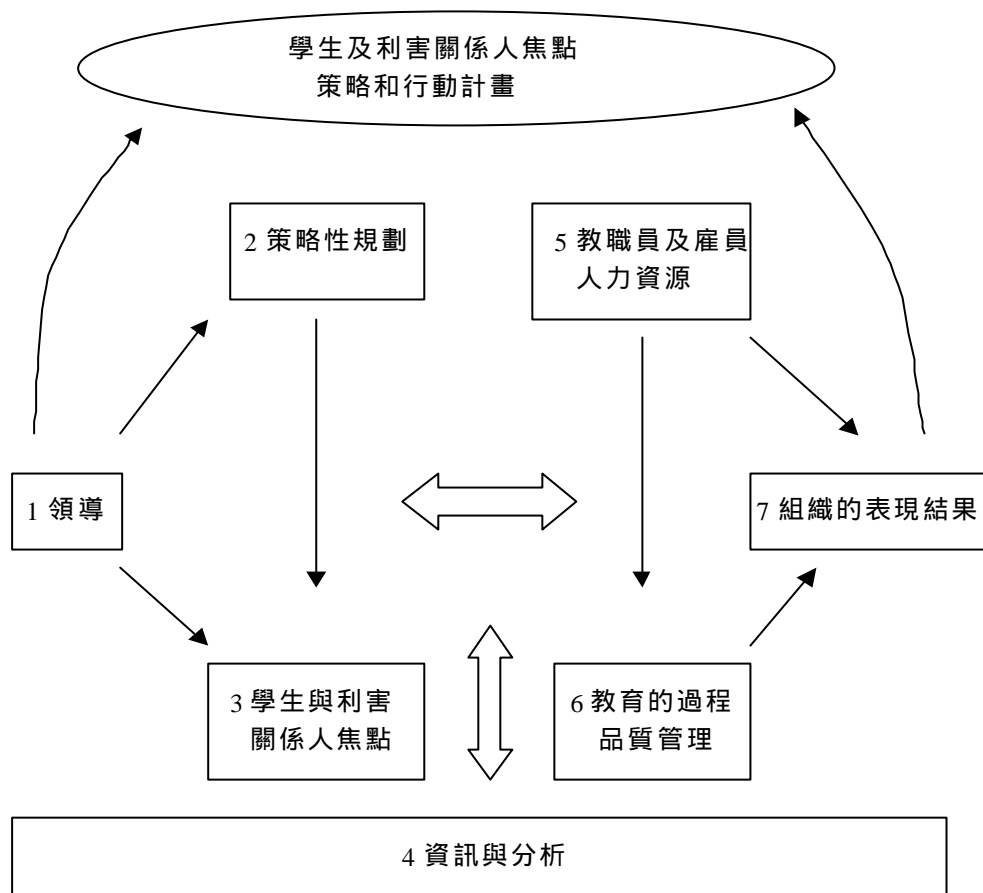 學生及利害關係人焦點
策略和行動計畫
2 策略性規劃
5 教職員及雇員
人力資源
1 領導
7 組織的表現結果
3 學生與利害
關係人焦點
6 教育的過程
品質管理
4 資訊與分析